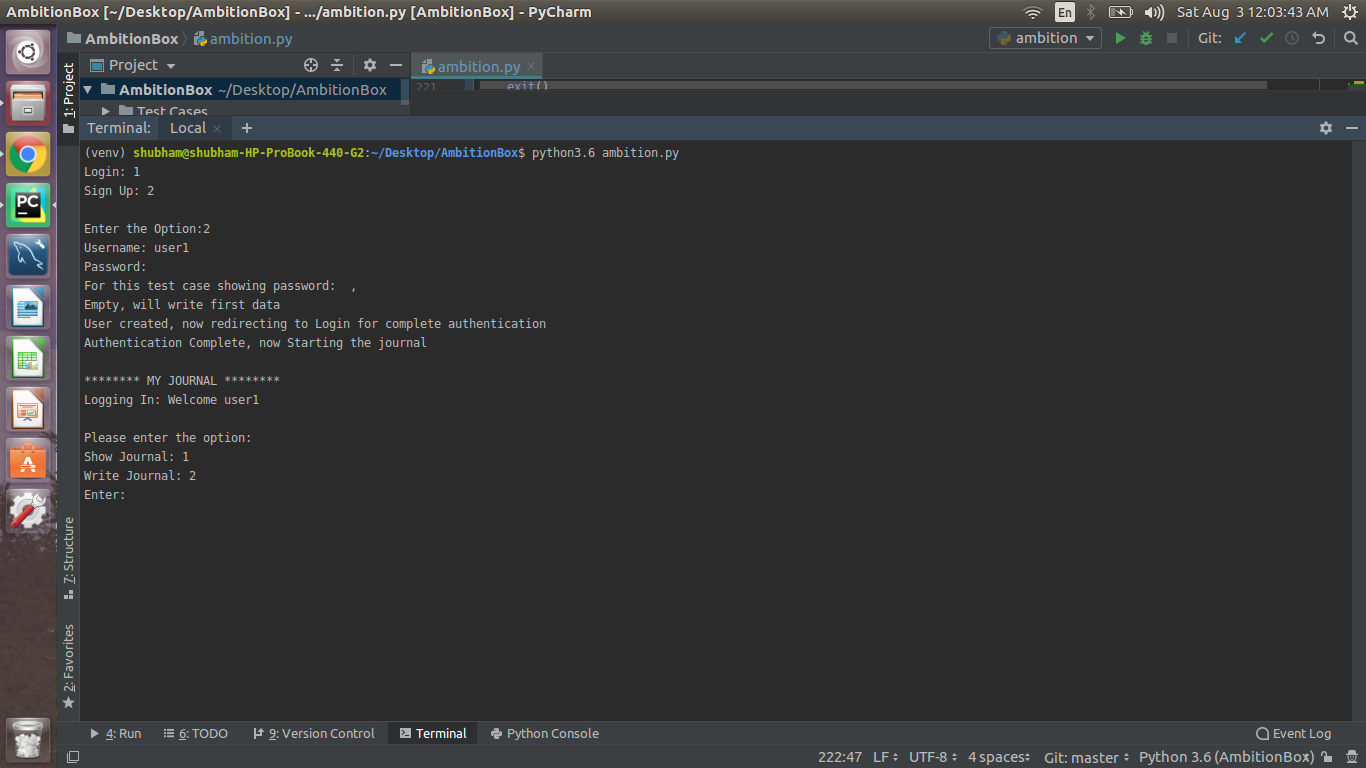 AmbitionBox [~/Desktop/AmbitionBox] - .../ambition.py [AmbitionBox] - PyCharm
En
Sat Aug 3 12:03:43 AM
AmbitionBox
ambition.py
ambition
Git:
1: Project
Project
ambition.py
AmbitionBox ~/Desktop/AmbitionBox
221
exit()
Test Cases
Terminal:
Local
(venv) shubham@shubham-HP-ProBook-440-G2:~/Desktop/AmbitionBox$ python3.6 ambition.py
Login: 1
Sign Up: 2
Enter the Option:2
Username: user1
Password:
For this test case showing password:  ,
Empty, will write first data
User created, now redirecting to Login for complete authentication
Authentication Complete, now Starting the journal
******** MY JOURNAL ********
Logging In: Welcome user1
Please enter the option:
Show Journal: 1
Write Journal: 2
Enter:
PC
A
7: Structure
2: Favorites
4: Run
6: TODO
9: Version Control
Terminal
Python Console
Event Log
222:47
LF
UTF-8
4 spaces
Git: master
Python 3.6 (AmbitionBox)